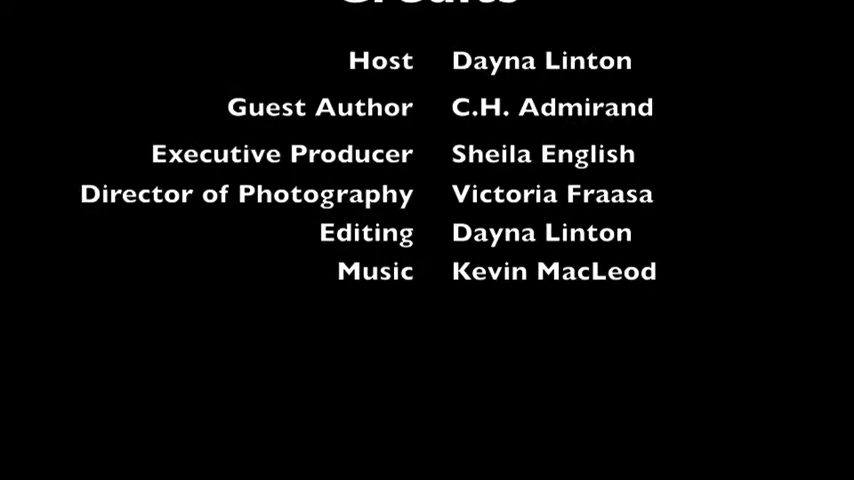 Credits
Host Dayna Linton
Guest Author C.H. Admirand
Executive Producer Sheila English
Director of Photography Victoria Fraasa
Editing Dayna Linton
Music Kevin MacLeod